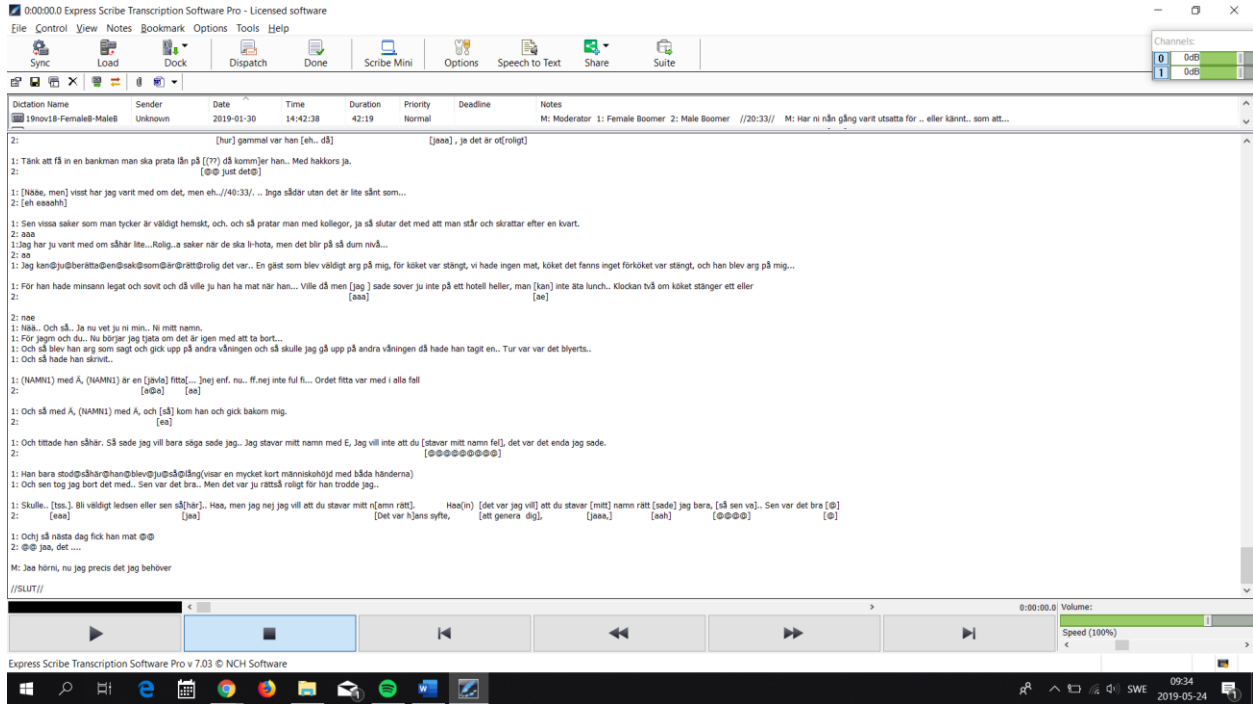 0:00:00.0 Express Scribe Transcription Software Pro - Licensed software
File Control View Notes Bookmark Options Tools Help
Sync Load Dock Dispatch Done Scribe Mini Options Speech to Text Share Suite
Channels:
0 0dB
1 0dB
Dictation Name Sender Date Time Duration Priority Deadline Notes
19nov18-FemaleB-MaleB Unknown 2019-01-30 14:42:38 42:19 Normal M: Moderator 1: Female Boomer 2: Male Boomer //20:33// M: Har ni nån gång varit utsatta för .. eller kännt.. som att...
2: [hur] gammal var han [eh.. då] [jaaa] , ja det är ot[roligt]
1: Tänk att få in en bankman man ska prata lån på [(??) då komm]er han.. Med hakkors ja.
2: [@@ just det@]
1: [Nääe, men] visst har jag varit med om det, men eh..//40:33/. .. Inga sådär utan det är lite sånt som...
2: [eh eaaahh]
1: Sen vissa saker som man tycker är väldigt hemskt, och. och så pratar man med kollegor, ja så slutar det med att man står och skrattar efter en kvart.
2: aaa
1:Jag har ju varit med om såhär lite...Rolig..a saker när de ska li-hota, men det blir på så dum nivå...
2: aa
1: Jag kan@ju@berätta@en@sak@som@är@rätt@rolig det var.. En gäst som blev väldigt arg på mig, för köket var stängt, vi hade ingen mat, köket det fanns inget förköket var stängt, och han blev arg på mig...
1: För han hade minsann legat och sovit och då ville ju han ha mat när han... Ville då men [jag ] sade sover ju inte på ett hotell heller, man [kan] inte äta lunch.. Klockan två om köket stänger ett eller
2: [aaa] [ae]
2: nae
1: Nää.. Och så.. Ja nu vet ju ni min.. Ni mitt namn.
1: För jagm och du.. Nu börjar jag tjata om det är igen med att ta bort...
1: Och så blev han arg som sagt och gick upp på andra våningen och så skulle jag gå upp på andra våningen då hade han tagit en.. Tur var var det blyerts..
1: Och så hade han skrivit..
1: (NAMN1) med Ä, (NAMN1) är en [jävla] fitta[... ]nej enf. nu.. ff.nej inte ful fi... Ordet fitta var med i alla fall
2: [a@a] [aa]
1: Och så med Ä, (NAMN1) med Ä, och [så] kom han och gick bakom mig.
2: [ea]
1: Och tittade han såhär. Så sade jag vill bara säga sade jag.. Jag stavar mitt namn med E, Jag vill inte att du [stavar mitt namn fel], det var det enda jag sade.
2: [@@@@@@@@@]
1: Han bara stod@såhär@han@blev@ju@så@lång(visar en mycket kort människohöjd med båda händerna)
1: Och sen tog jag bort det med.. Sen var det bra.. Men det var ju rättså roligt för han trodde jag..
1: Skulle.. [tss.]. Bli väldigt ledsen eller sen så[här].. Haa, men jag nej jag vill att du stavar mitt n[amn rätt]. Haa(in) [det var jag vill] att du stavar [mitt] namn rätt [sade] jag bara, [så sen va].. Sen var det bra [@]
2: [eaa] [jaa] [Det var h]ans syfte, [att genera dig], [jaaa,] [aah] [@@@@] [@]
1: Ochj så nästa dag fick han mat @@
2: @@ jaa, det ....
M: Jaa hörni, nu jag precis det jag behöver
//SLUT//
0:00:00.0 Volume:
Speed (100%)
Express Scribe Transcription Software Pro v 7.03 © NCH Software
SWE 09:34
2019-05-24